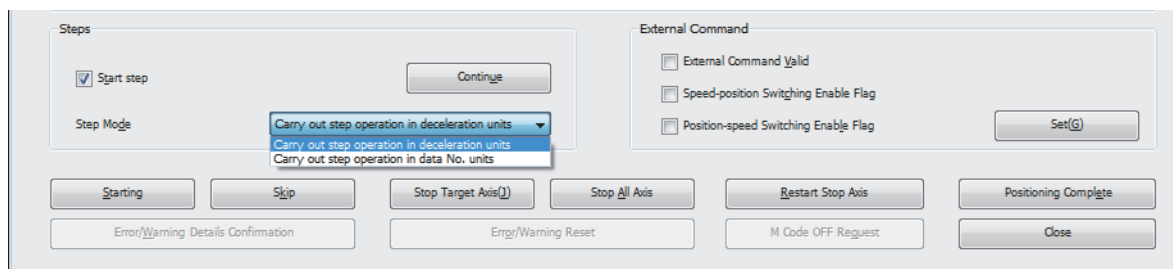 Steps
Start step
Continue
Step Mode
Carry out step operation in deceleration units
Carry out step operation in deceleration units
Carry out step operation in data No. units
External Command
External Command Valid
Speed-position Switching Enable Flag
Position-speed Switching Enable Flag
Set(G)
Starting
Skip
Stop Target Axis(J)
Stop All Axis
Restart Stop Axis
Positioning Complete
Error/Warning Details Confirmation
Error/Warning Reset
M Code OFF Request
Close